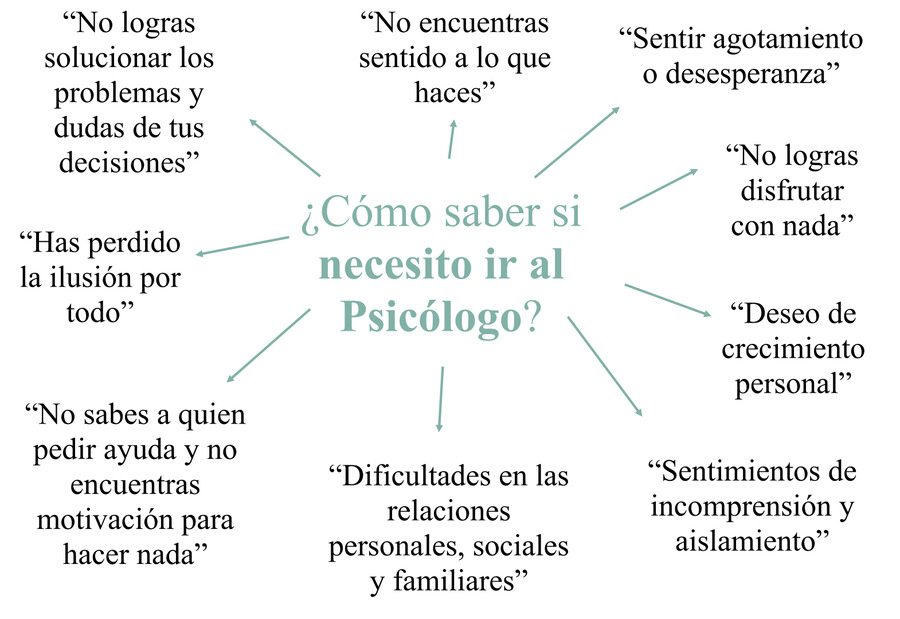 “No logras
solucionar los
problemas y
dudas de tus
decisiones”
“No encuentras
sentido a lo que
haces”
“Sentir agotamiento
o desesperanza”
“No logras
disfrutar
con nada”
¿Cómo saber si
necesito ir al
Psicólogo?
“Has perdido
la ilusión por
todo”
“Deseo de
crecimiento
personal”
“No sabes a quien
pedir ayuda y no
encuentras
motivación para
hacer nada”
“Dificultades en las
relaciones
personales, sociales
y familiares”
“Sentimientos de
incomprensión y
aislamiento”